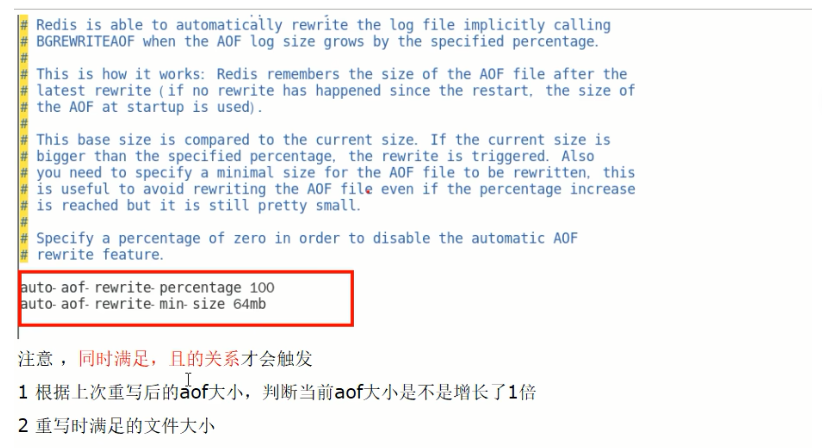 # Redis is able to automatically rewrite the log file implicitly calling
# BGREWRITEAOF when the AOF log size grows by the specified percentage.
#
# This is how it works: Redis remembers the size of the AOF file after the
# latest rewrite (if no rewrite has happened since the restart, the size of
# the AOF at startup is used).
#
# This base size is compared to the current size. If the current size is
# bigger than the specified percentage, the rewrite is triggered. Also
# you need to specify a minimal size for the AOF file to be rewritten, this
# is useful to avoid rewriting the AOF file even if the percentage increase
# is reached but it is still pretty small.
#
# Specify a percentage of zero in order to disable the automatic AOF
# rewrite feature.
auto-aof-rewrite-percentage 100
auto-aof-rewrite-min-size 64mb
注意 ，同时满足，且的关系才会触发
1 根据上次重写后的aof大小，判断当前aof大小是不是增长了1倍
2 重写时满足的文件大小